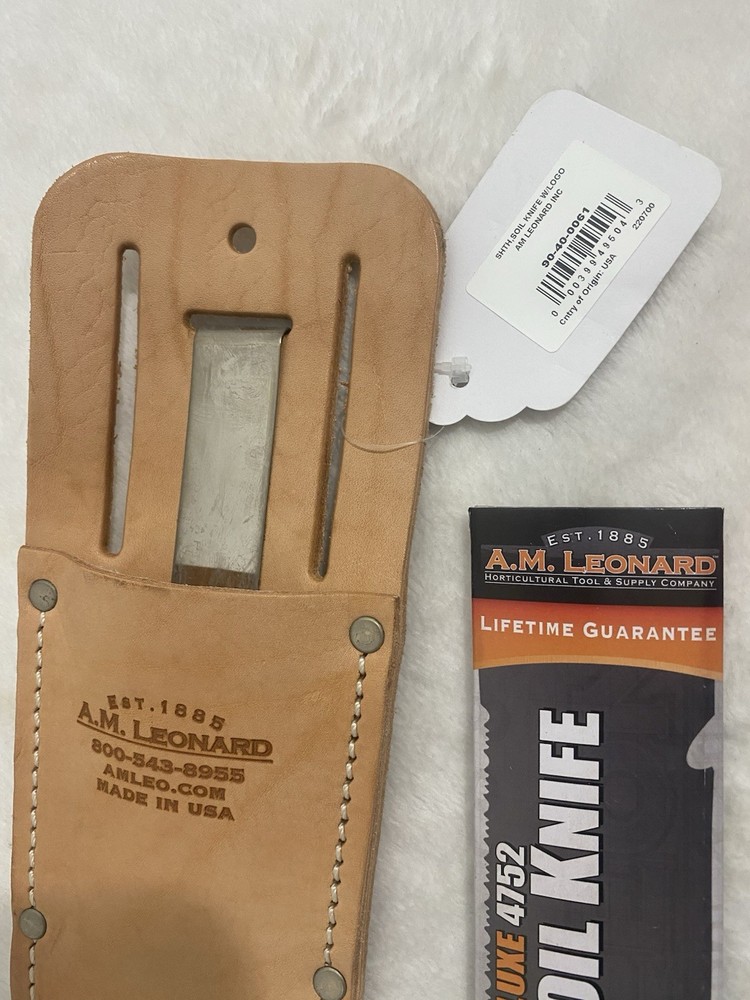 SHTH,SOIL KNIFE W/LOGO
AM LEONARD INC
90-40-0061
0 00399 49504 3
Cntry of Origin: USA
220700
EST. 1885
A.M. LEONARD
800-543-8955
AMLEO.COM
MADE IN USA
EST. 1885
A.M. LEONARD
HORTICULTURAL TOOL & SUPPLY COMPANY
LIFETIME GUARANTEE
4752
KNIFE